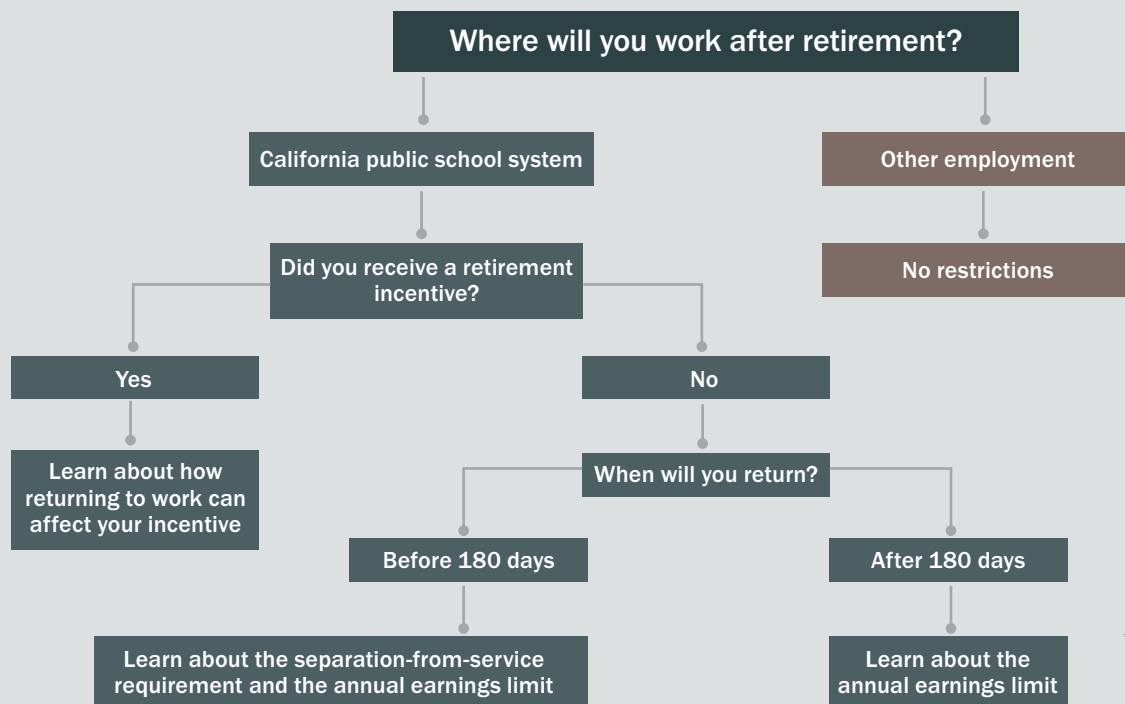 Where will you work after retirement?
California public school system
Other employment
Did you receive a retirement
incentive?
No restrictions
Yes
No
Learn about how
returning to work can
affect your incentive
When will you return?
Before 180 days
After 180 days
Learn about the separation-from-service
requirement and the annual earnings limit
Learn about the
annual earnings limit